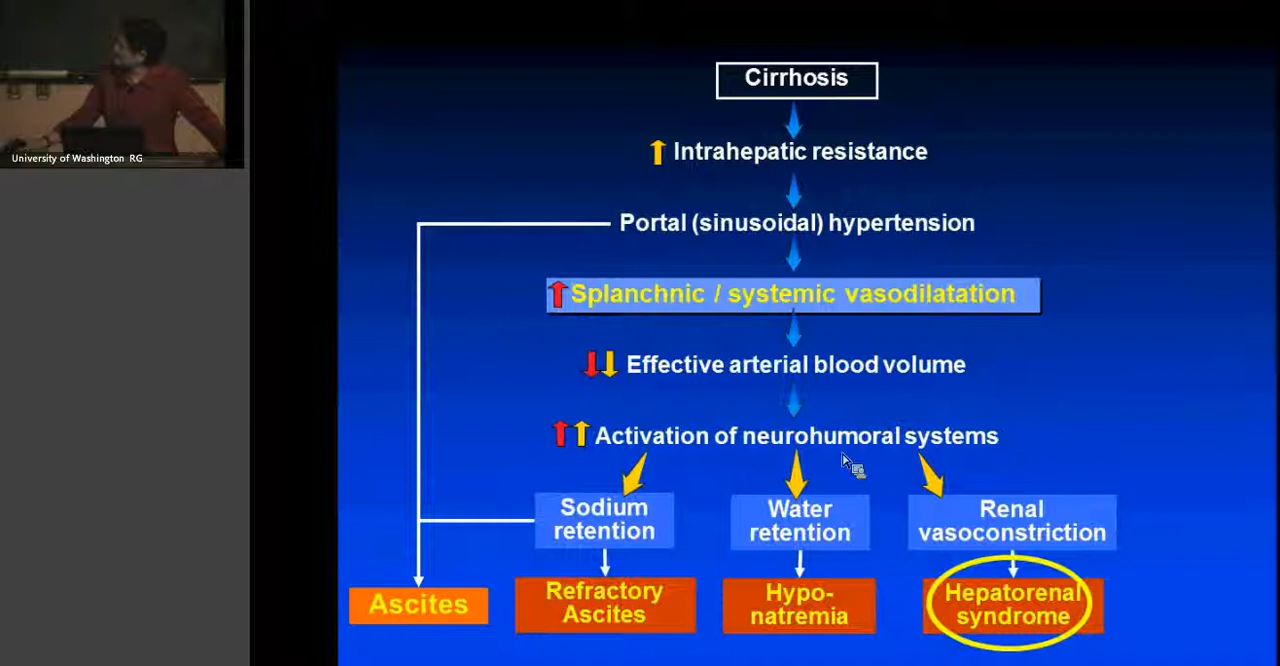 University of Washington RG
Cirrhosis
Intrahepatic resistance
Portal (sinusoidal) hypertension
Splanchnic / systemic vasodilatation
Effective arterial blood volume
Activation of neurohumoral systems
Sodium
retention
Water
retention
Renal
vasoconstriction
Ascites
Refractory
Ascites
Hypo-
natremia
Hepatorenal
syndrome